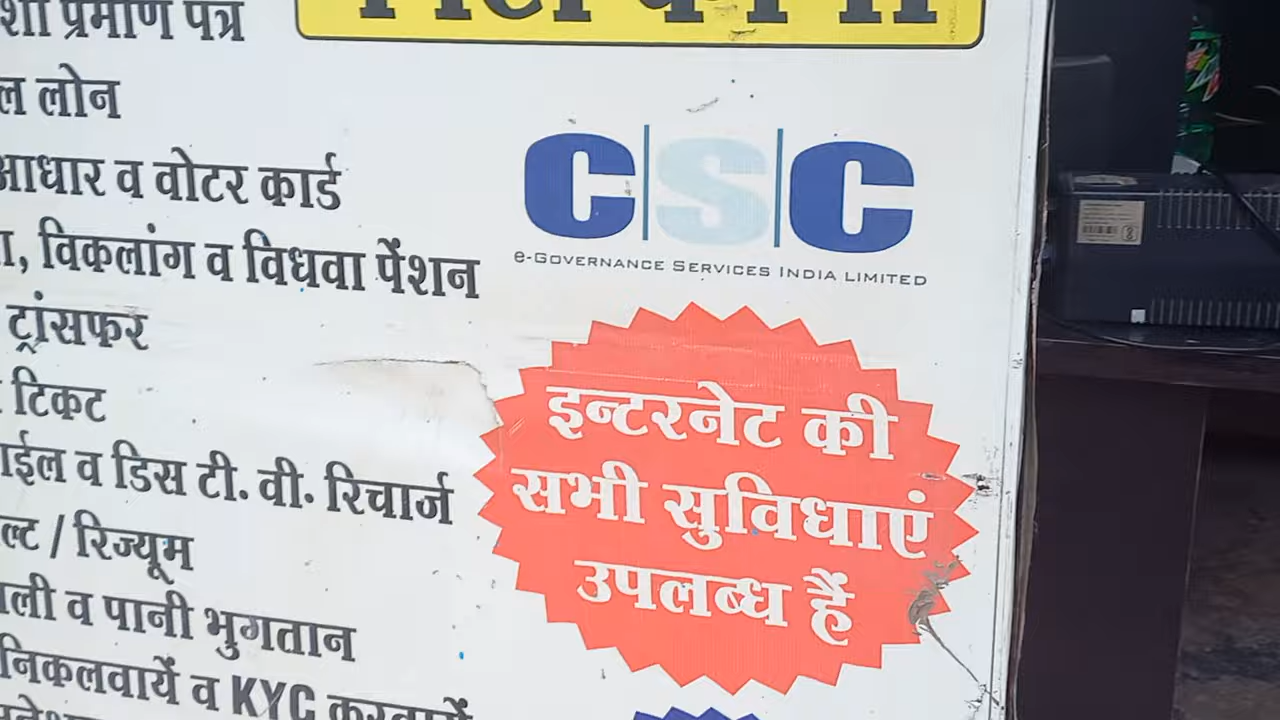 प्रमाण पत्र
लोन
आधार व वोटर कार्ड
विकलांग व विधवा पेंशन
ट्रांसफर
टिकट
व डिस टी. वी. रिचार्ज
/ रिज्यूम
व पानी भुगतान
निकलवायें व KYC करवायें
CSC
e-GOVERNANCE SERVICES INDIA LIMITED
इन्टरनेट की
सभी सुविधाएं
उपलब्ध हैं